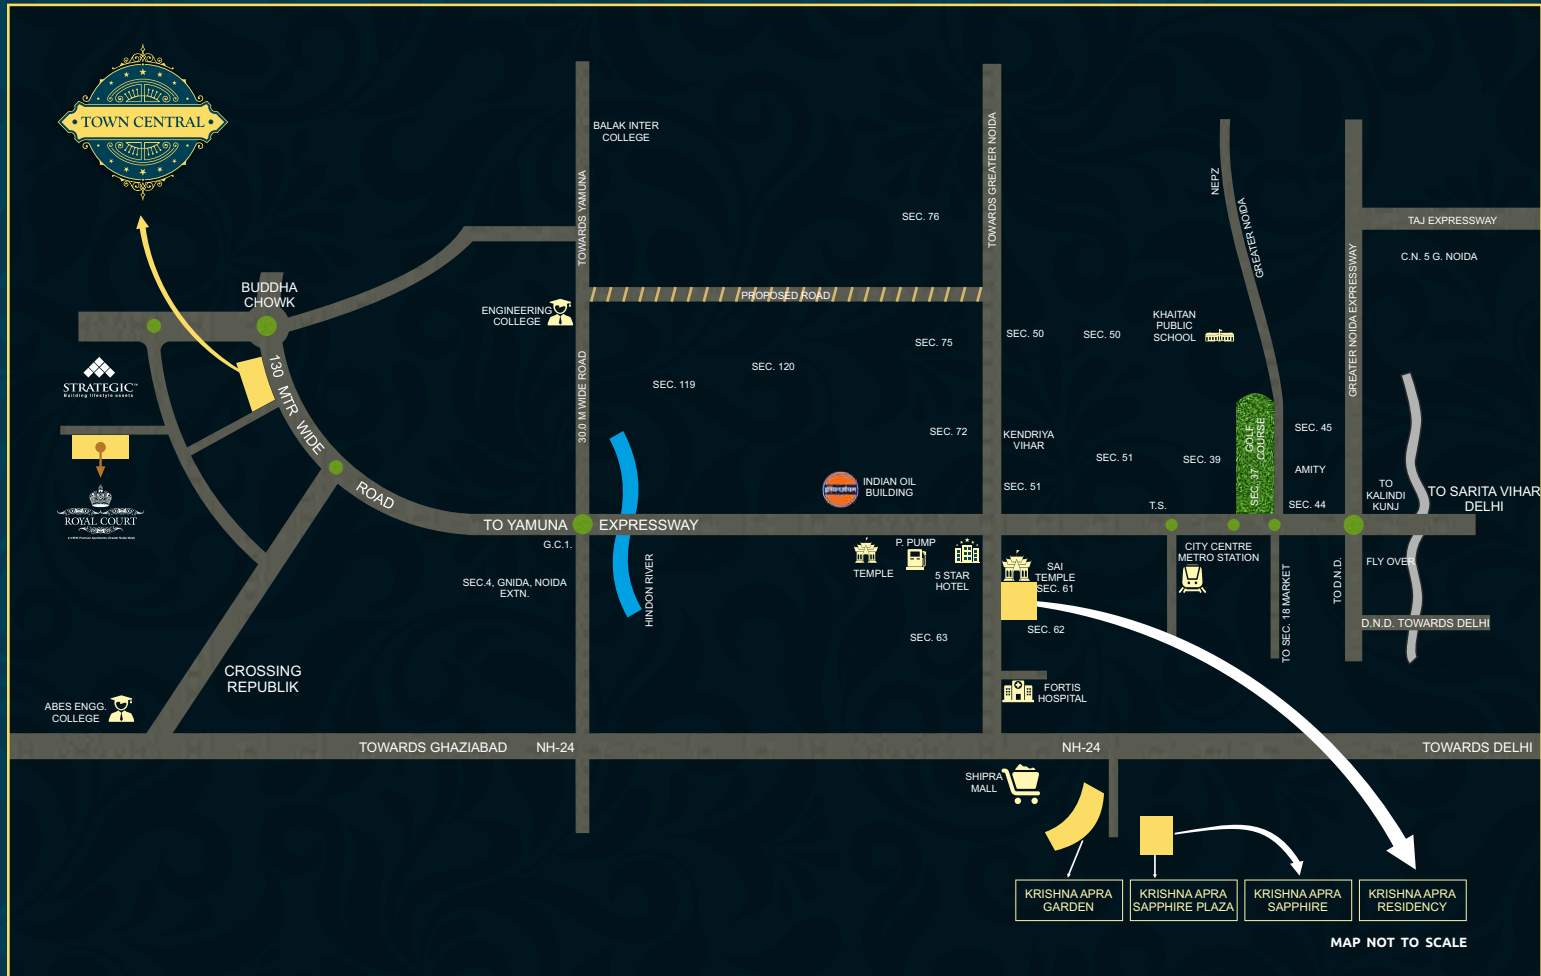 TOWN CENTRAL
BALAK INTER
COLLEGE
TOWARDS YAMUNA
TOWARDS GREATER NOIDA
NEPZ
GREATER NOIDA
SEC. 76
TAJ EXPRESSWAY
C.N. 5 G. NOIDA
GREATER NOIDA EXPRESSWAY
BUDDHA
CHOWK
PROPOSED ROAD
ENGINEERING
COLLEGE
KHAITAN
PUBLIC
SCHOOL
SEC. 50
SEC. 50
SEC. 75
SEC. 120
SEC. 119
30.0 M WIDE ROAD
STRATEGIC™
Building lifestyle assets
130 MTR WIDE
ROAD
SEC. 72
KENDRIYA
VIHAR
SEC. 51
SEC. 39
SEC. 37
GOLF
COURSE
SEC. 45
AMITY
SEC. 44
INDIAN OIL
BUILDING
SEC. 51
T.S.
TO
KALINDI
KUNJ
TO SARITA VIHAR
DELHI
ROYAL COURT
TO YAMUNA EXPRESSWAY
G.C.1.
HINDON RIVER
SEC.4, GNIDA, NOIDA
EXTN.
TEMPLE
P. PUMP
5 STAR
HOTEL
SAI
TEMPLE
SEC. 61
CITY CENTRE
METRO STATION
TO SEC. 18 MARKET
TO D.N.D.
FLY OVER
D.N.D. TOWARDS DELHI
SEC. 63
SEC. 62
CROSSING
REPUBLIK
ABES ENGG.
COLLEGE
FORTIS
HOSPITAL
TOWARDS GHAZIABAD
NH-24
NH-24
TOWARDS DELHI
SHIPRA
MALL
KRISHNA APRA
GARDEN
KRISHNA APRA
SAPPHIRE PLAZA
KRISHNA APRA
SAPPHIRE
KRISHNA APRA
RESIDENCY
MAP NOT TO SCALE